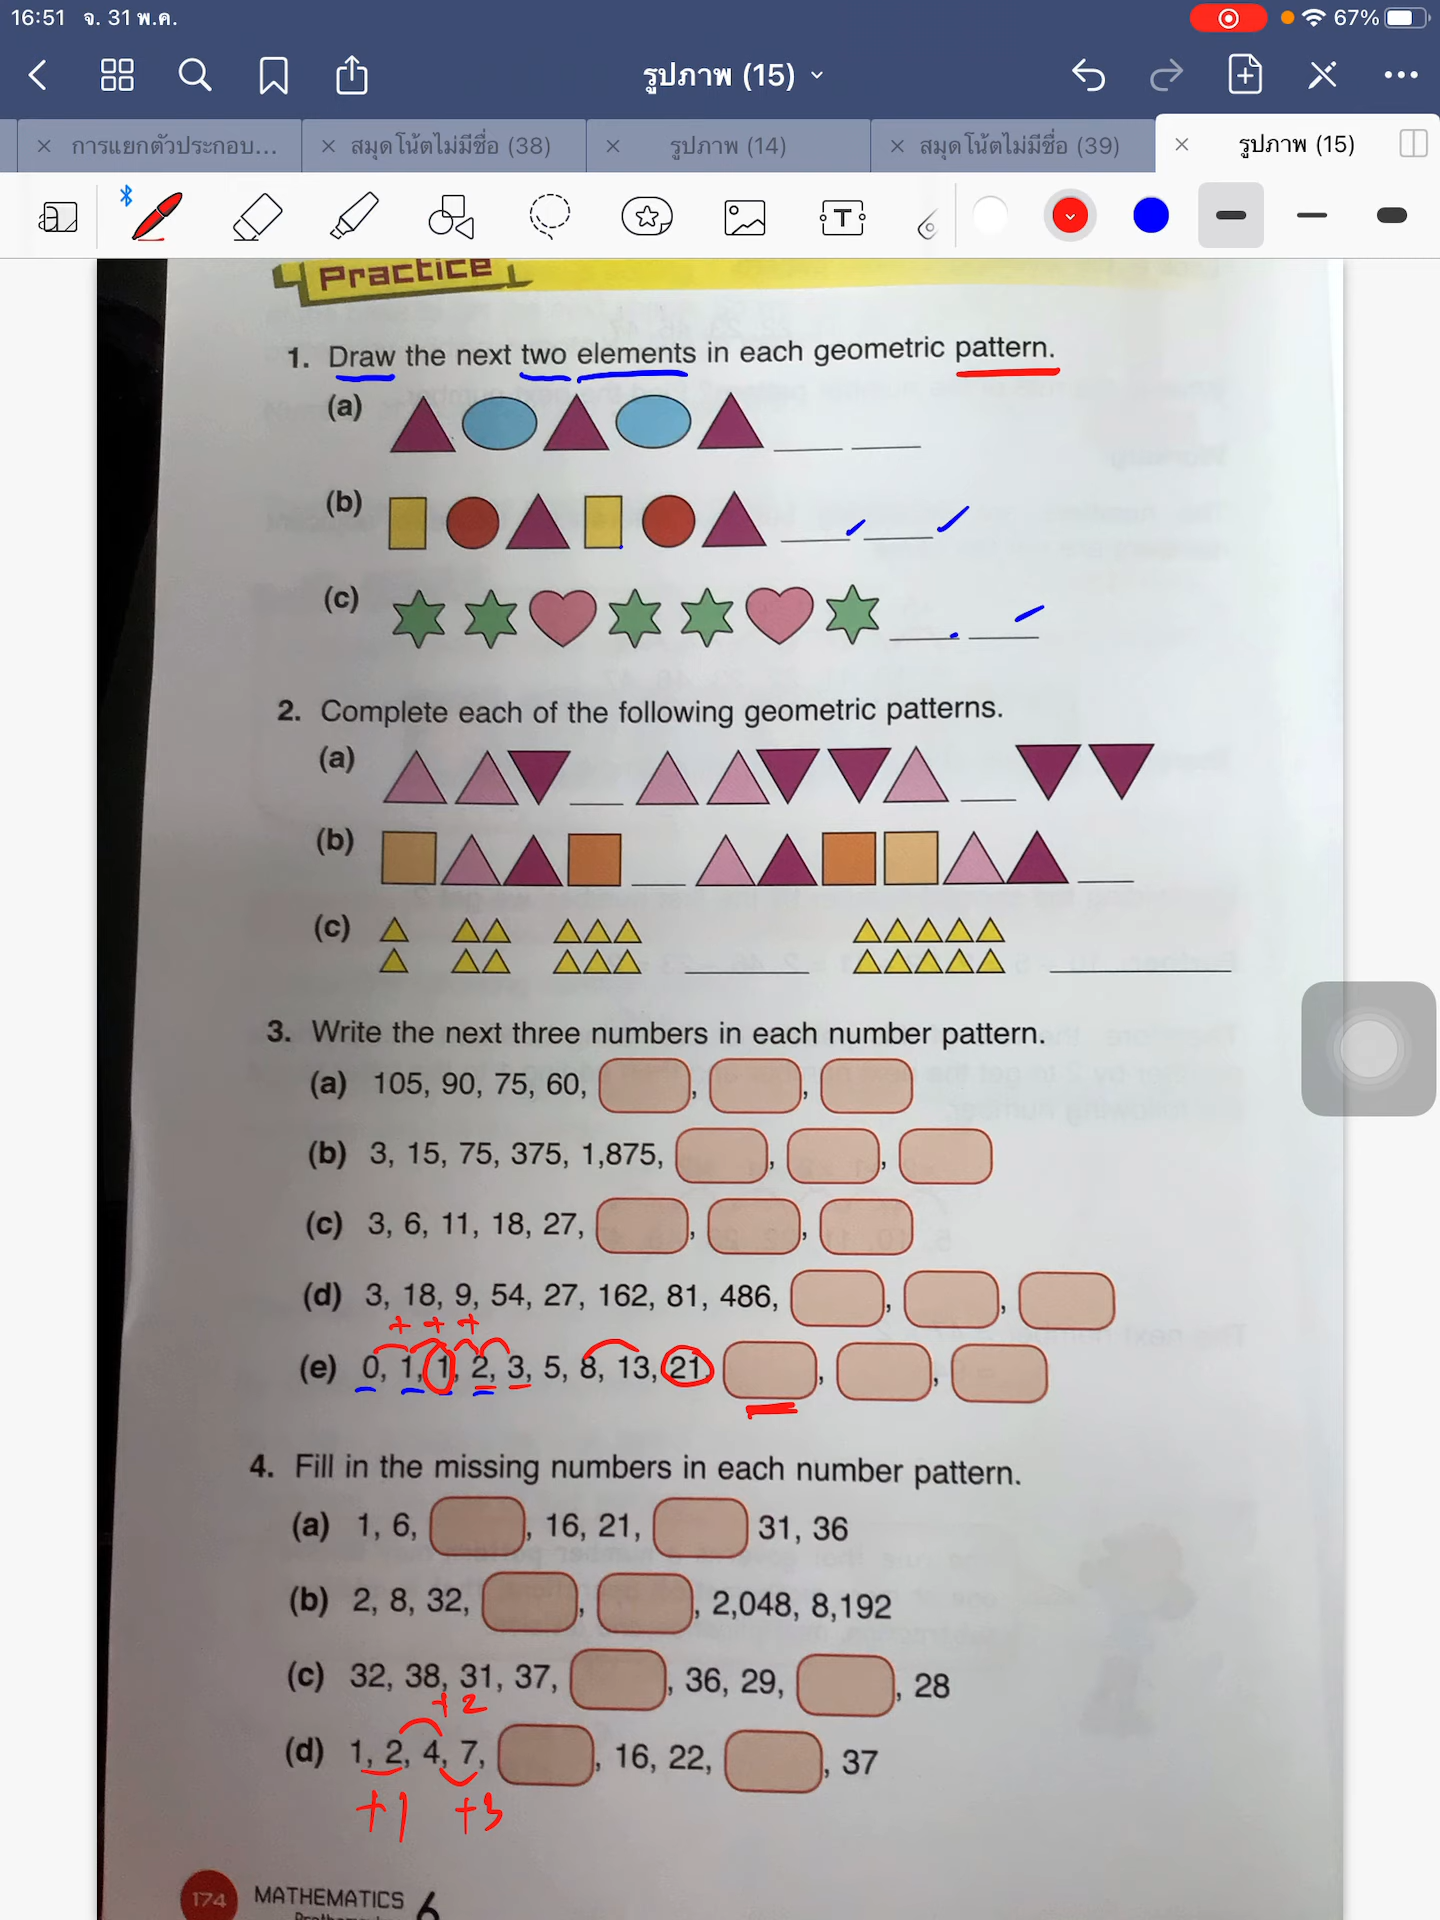 16:51 จ. 31 พ.ค.
67%
รูปภาพ (15)
การแยกตัวประกอบ...
สมุดโน้ตไม่มีชื่อ (38)
รูปภาพ (14)
สมุดโน้ตไม่มีชื่อ (39)
รูปภาพ (15)
a
T
Practice
1. Draw the next two elements in each geometric pattern.
(a)
(b)
(c)
2. Complete each of the following geometric patterns.
(a)
(b)
(c)
3. Write the next three numbers in each number pattern.
(a) 105, 90, 75, 60, , ,
(b) 3, 15, 75, 375, 1,875, , ,
(c) 3, 6, 11, 18, 27, , ,
(d) 3, 18, 9, 54, 27, 162, 81, 486, , ,
+ + +
(e) 0, 1, 1, 2, 3, 5, 8, 13, 21, , ,
4. Fill in the missing numbers in each number pattern.
(a) 1, 6, , 16, 21, 31, 36
(b) 2, 8, 32, , , 2,048, 8,192
(c) 32, 38, 31, 37, , 36, 29, , 28
+2
(d) 1, 2, 4, 7, , 16, 22, , 37
+1 +3
174 MATHEMATICS 6